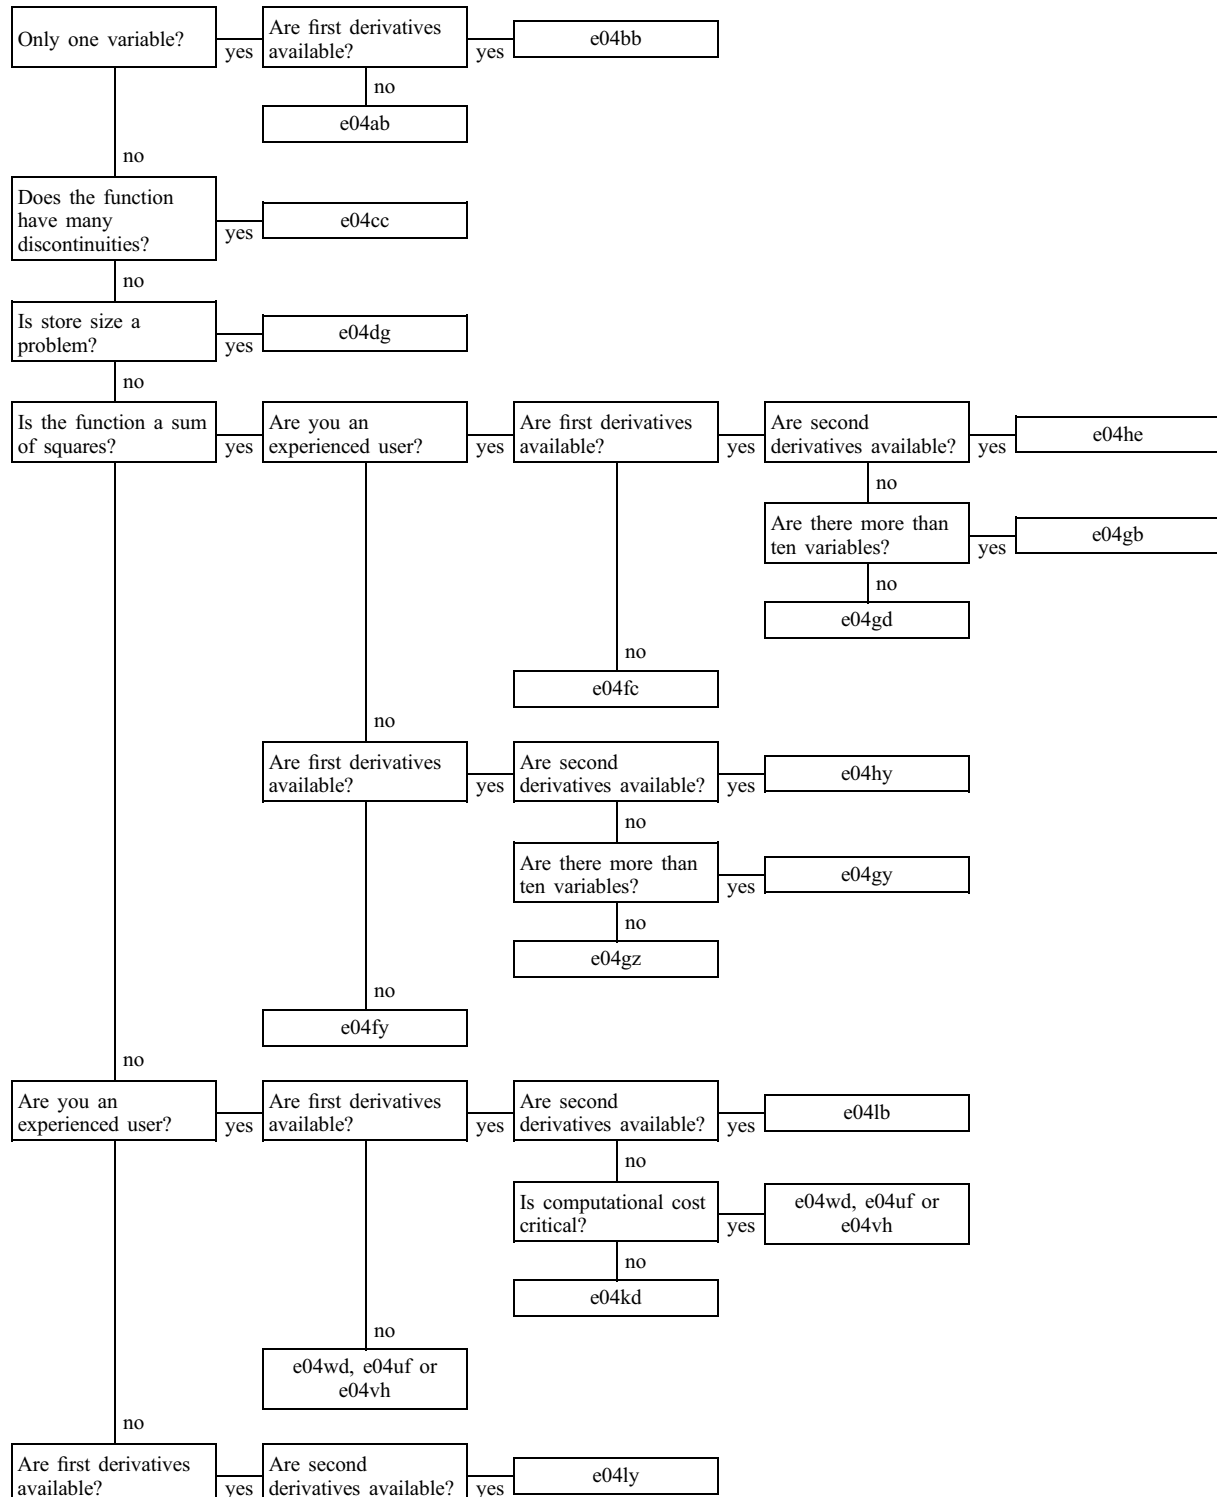 Only one variable?
yes
Are first derivatives
available?
yes
e04bb
no
e04ab
no
Does the function
have many
discontinuities?
yes
e04cc
no
Is store size a
problem?
yes
e04dg
no
Is the function a sum
of squares?
yes
Are you an
experienced user?
yes
Are first derivatives
available?
yes
Are second
derivatives available?
yes
e04he
no
Are there more than
ten variables?
yes
e04gb
no
e04gd
no
e04fc
no
Are first derivatives
available?
yes
Are second
derivatives available?
yes
e04hy
no
Are there more than
ten variables?
yes
e04gy
no
e04gz
no
e04fy
no
Are you an
experienced user?
yes
Are first derivatives
available?
yes
Are second
derivatives available?
yes
e04lb
no
Is computational cost
critical?
yes
e04wd, e04uf or
e04vh
no
e04kd
no
e04wd, e04uf or
e04vh
no
Are first derivatives
available?
yes
Are second
derivatives available?
yes
e04ly